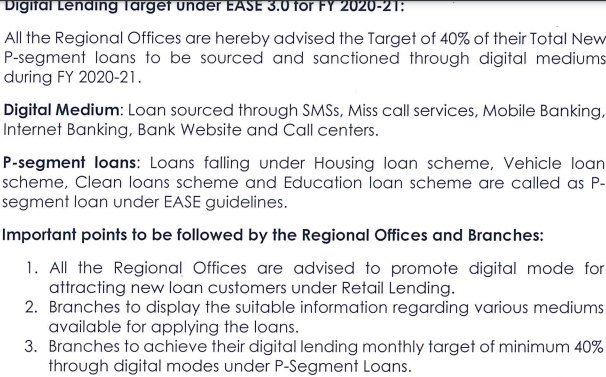 Digital Lending Target under EASE 3.0 for FY 2020-21:
All the Regional Offices are hereby advised the Target of 40% of their Total New
P-segment loans to be sourced and sanctioned through digital mediums
during FY 2020-21.
Digital Medium: Loan sourced through SMSs, Miss call services, Mobile Banking,
Internet Banking, Bank Website and Call centers.
P-segment loans: Loans falling under Housing loan scheme, Vehicle loan
scheme, Clean loans scheme and Education loan scheme are called as P-
segment loan under EASE guidelines.
Important points to be followed by the Regional Offices and Branches:
1. All the Regional Offices are advised to promote digital mode for
attracting new loan customers under Retail Lending.
2. Branches to display the suitable information regarding various mediums
available for applying the loans.
3. Branches to achieve their digital lending monthly target of minimum 40%
through digital modes under P-Segment Loans.